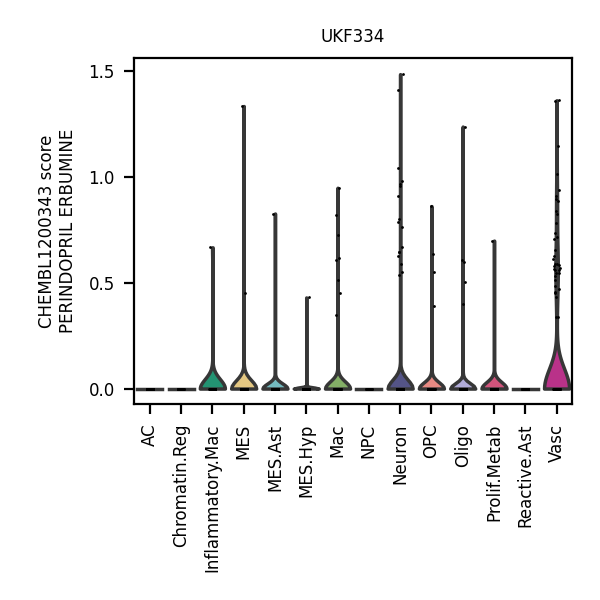 UKF334
CHEMBL1200343 score
PERINDOPRIL ERBUMINE
1.5
1.0
0.5
0.0
AC
Chromatin.Reg
Inflammatory.Mac
MES
MES.Ast
MES.Hyp
Mac
NPC
Neuron
OPC
Oligo
Prolif.Metab
Reactive.Ast
Vasc